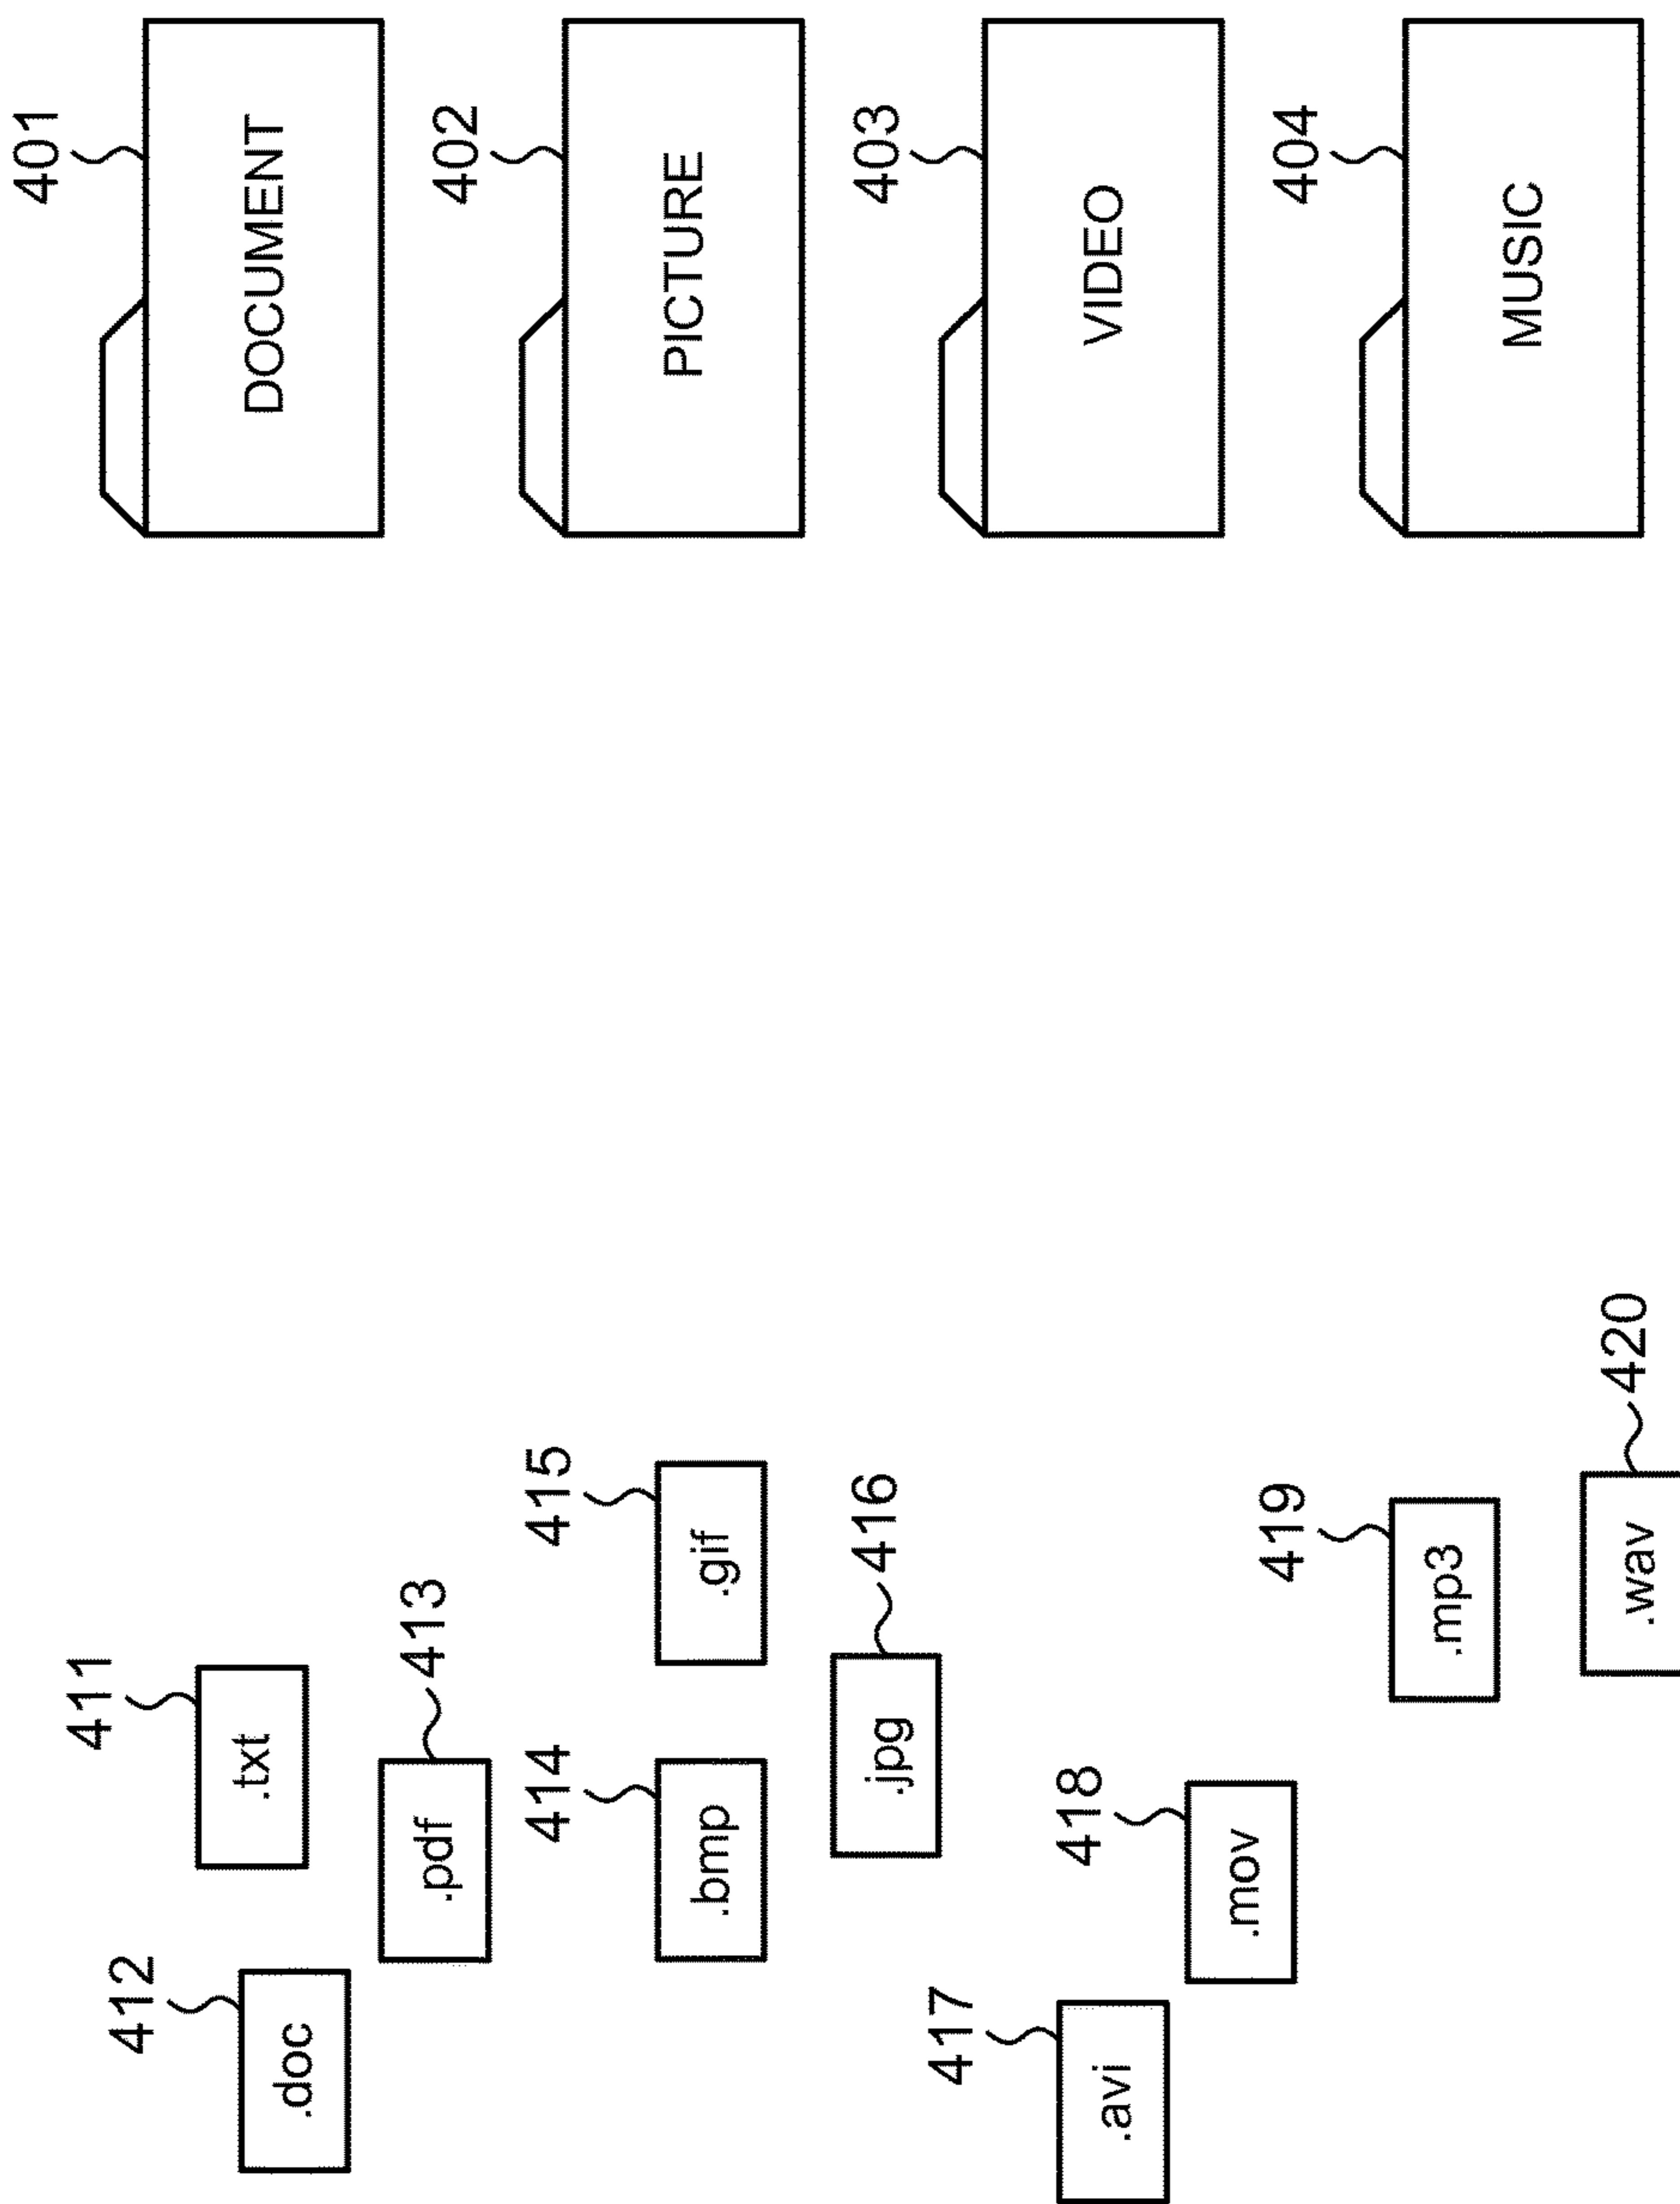 411
.txt
412
.doc
413
.pdf
415
.gif
414
.bmp
416
.jpg
417
.avi
418
.mov
419
.mp3
420
.wav
401
DOCUMENT
402
PICTURE
403
VIDEO
404
MUSIC